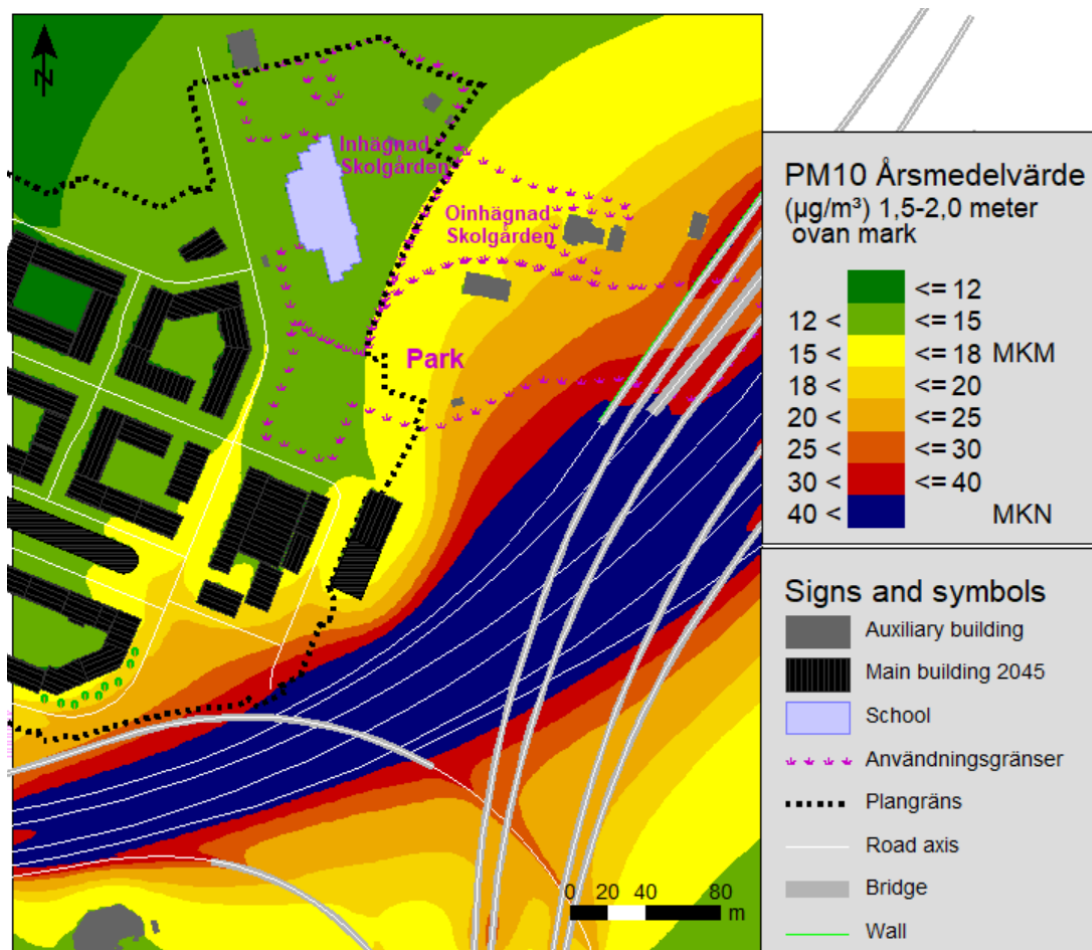 N
Inhägnad
Skolgården
Oinhägnad
Skolgården
Park
0 20 40 80
m
PM10 Årsmedelvärde
(µg/m³) 1,5-2,0 meter
ovan mark
<= 12
12 < <= 15
15 < <= 18 MKM
18 < <= 20
20 < <= 25
25 < <= 30
30 < <= 40
40 < MKN
Signs and symbols
Auxiliary building
Main building 2045
School
Användningsgränser
Plangräns
Road axis
Bridge
Wall